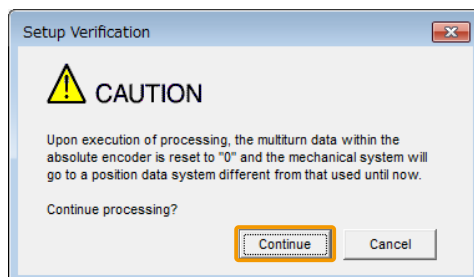 Setup Verification
CAUTION
Upon execution of processing, the multiturn data within the
absolute encoder is reset to "0" and the mechanical system will
go to a position data system different from that used until now.
Continue processing?
Continue
Cancel